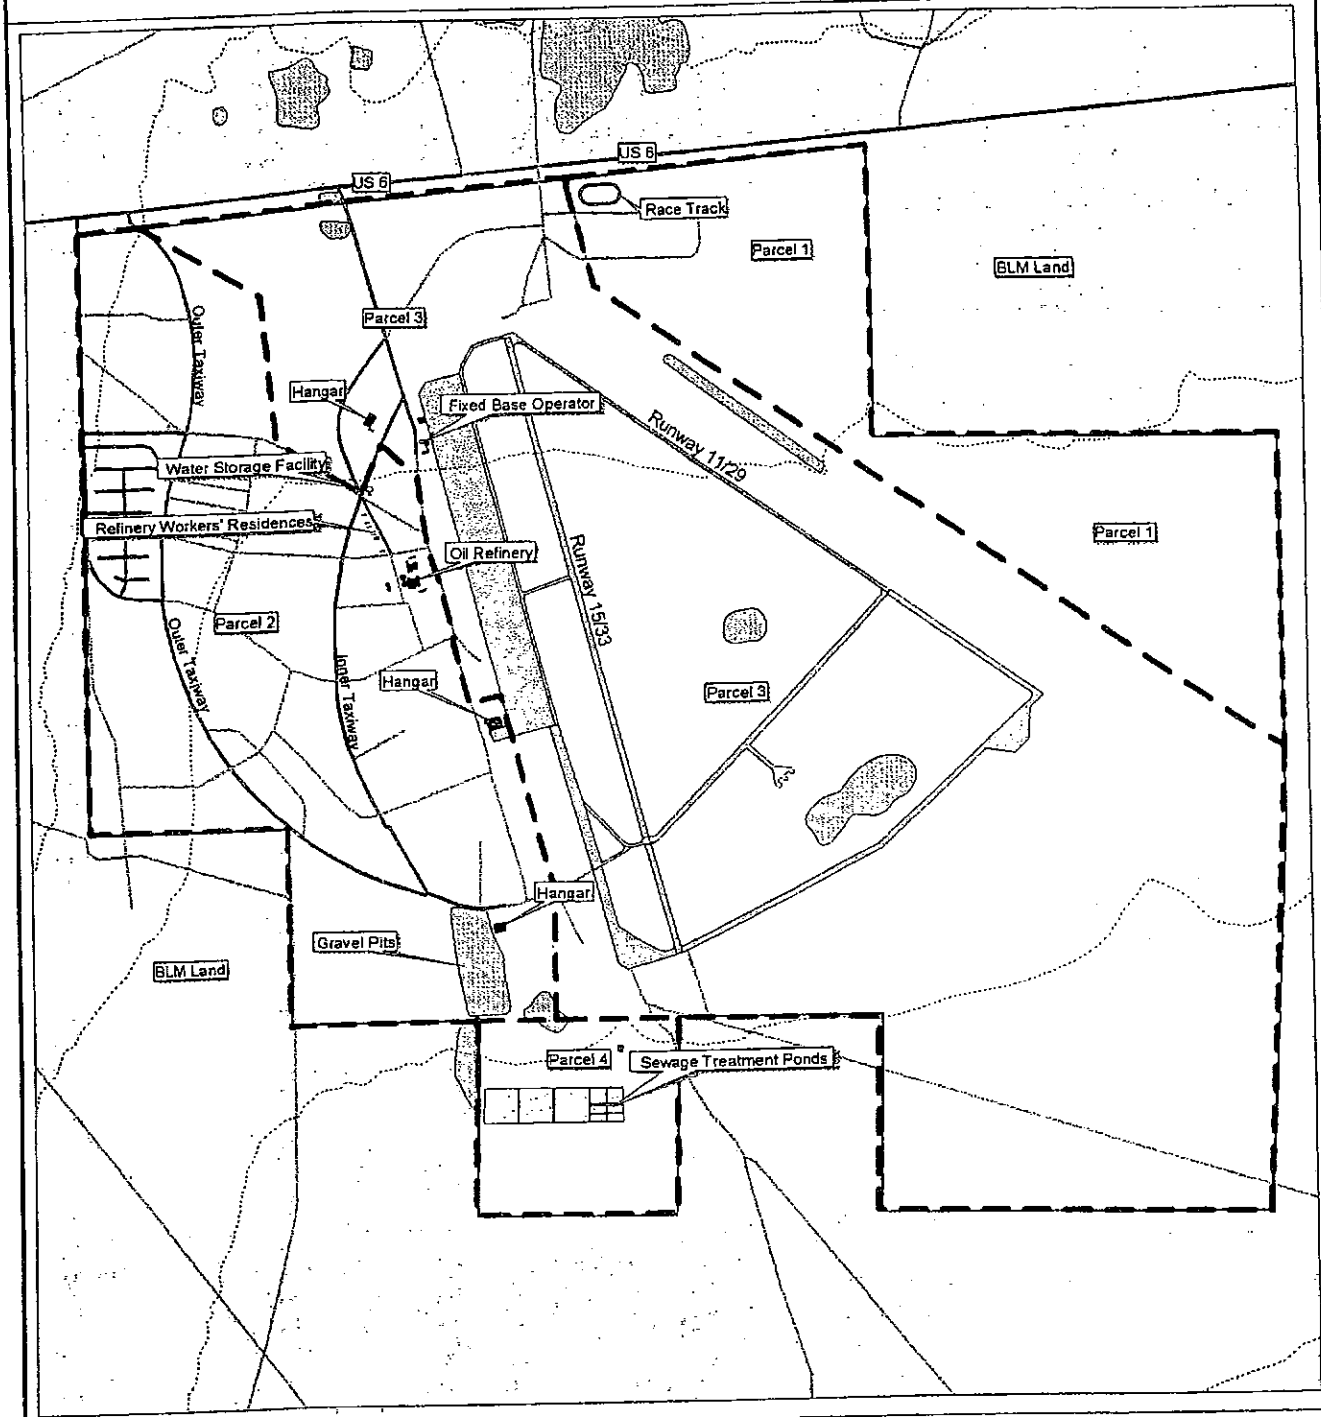 US 6
US 6
Race Track
Parcel 1
BLM Land
Outer Taxiway
Parcel 3
Hangar
Fixed Base Operator
Runway 11/29
Water Storage Facility
Refinery Workers' Residences
Parcel 1
Oil Refinery
Runway 15/33
Parcel 2
Outer Taxiway
Inner Taxiway
Hangar
Parcel 3
Hangar
Gravel Pits
BLM Land
Parcel 4
Sewage Treatment Ponds